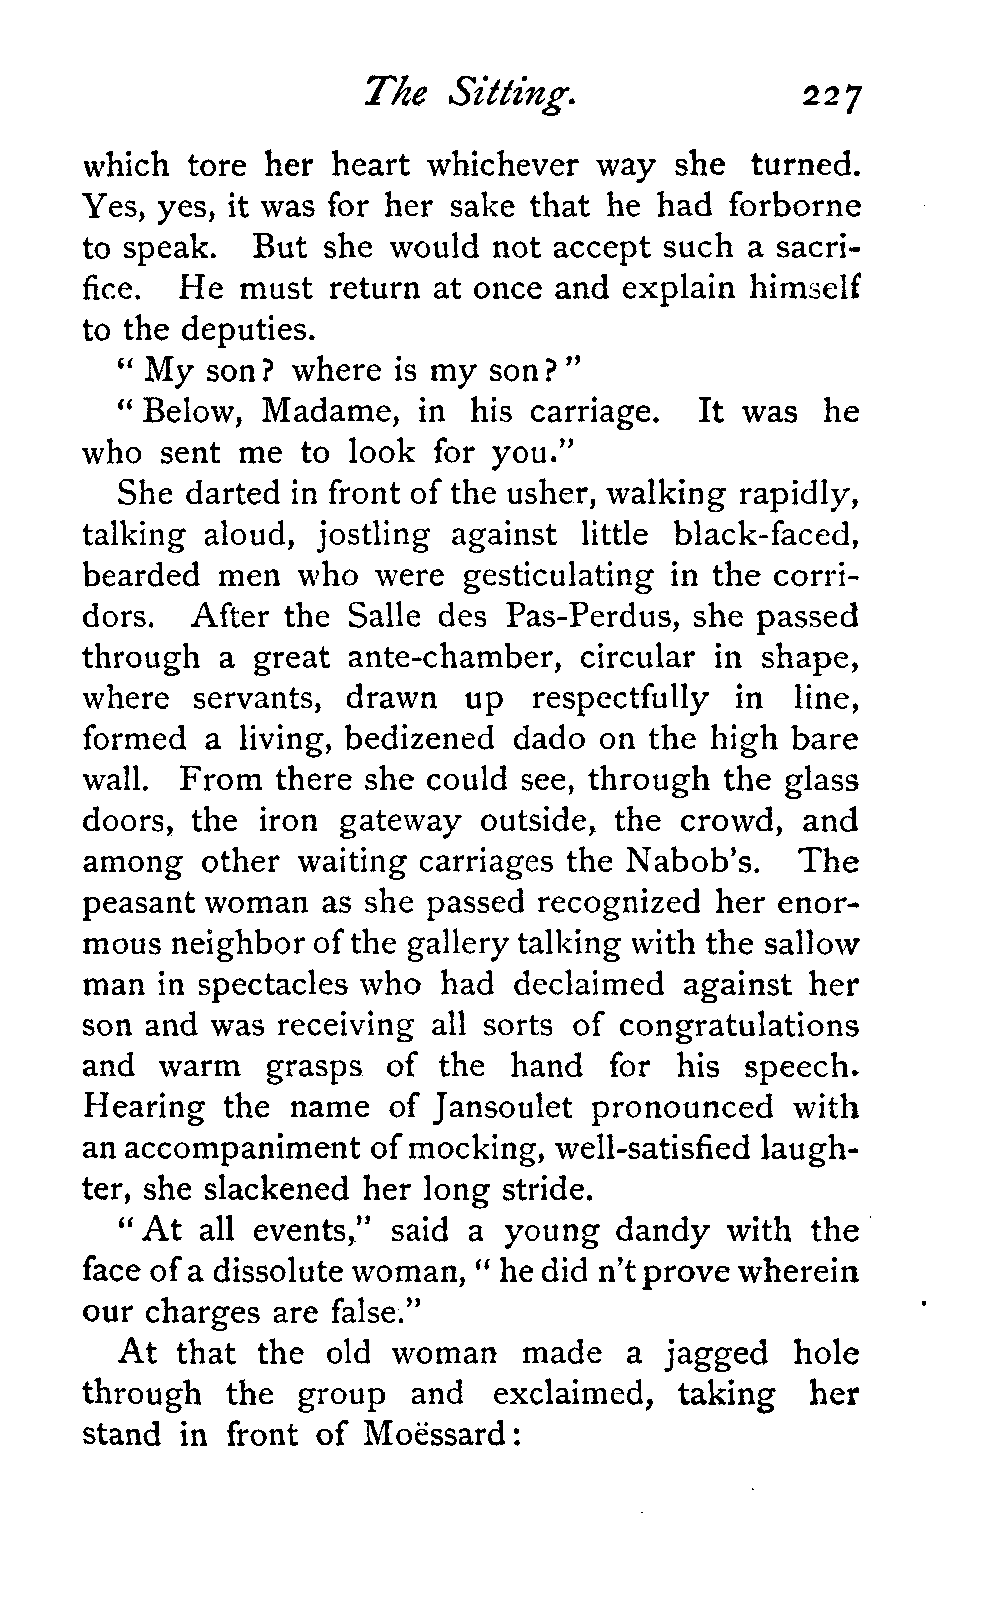 The Sitting. 227
which tore her heart whichever way she turned.
Yes, yes, it was for her sake that he had forborne
to speak. But she would not accept such a sacri-
fice. He must return at once and explain himself
to the deputies.
" My son? where is my son? "
" Below, Madame, in his carriage. It was he
who sent me to look for you."
She darted in front of the usher, walking rapidly,
talking aloud, jostling against little black-faced,
bearded men who were gesticulating in the corri-
dors. After the Salle des Pas-Perdus, she passed
through a great ante-chamber, circular in shape,
where servants, drawn up respectfully in line,
formed a living, bedizened dado on the high bare
wall. From there she could see, through the glass
doors, the iron gateway outside, the crowd, and
among other waiting carriages the Nabob's. The
peasant woman as she passed recognized her enor-
mous neighbor of the gallery talking with the sallow
man in spectacles who had declaimed against her
son and was receiving all sorts of congratulations
and warm grasps of the hand for his speech.
Hearing the name of Jansoulet pronounced with
an accompaniment of mocking, well-satisfied laugh-
ter, she slackened her long stride.
" At all events," said a young dandy with the
face of a dissolute woman, " he did n't prove wherein
our charges are false."
At that the old woman made a jagged hole
through the group and exclaimed, taking her
stand in front of Moëssard: